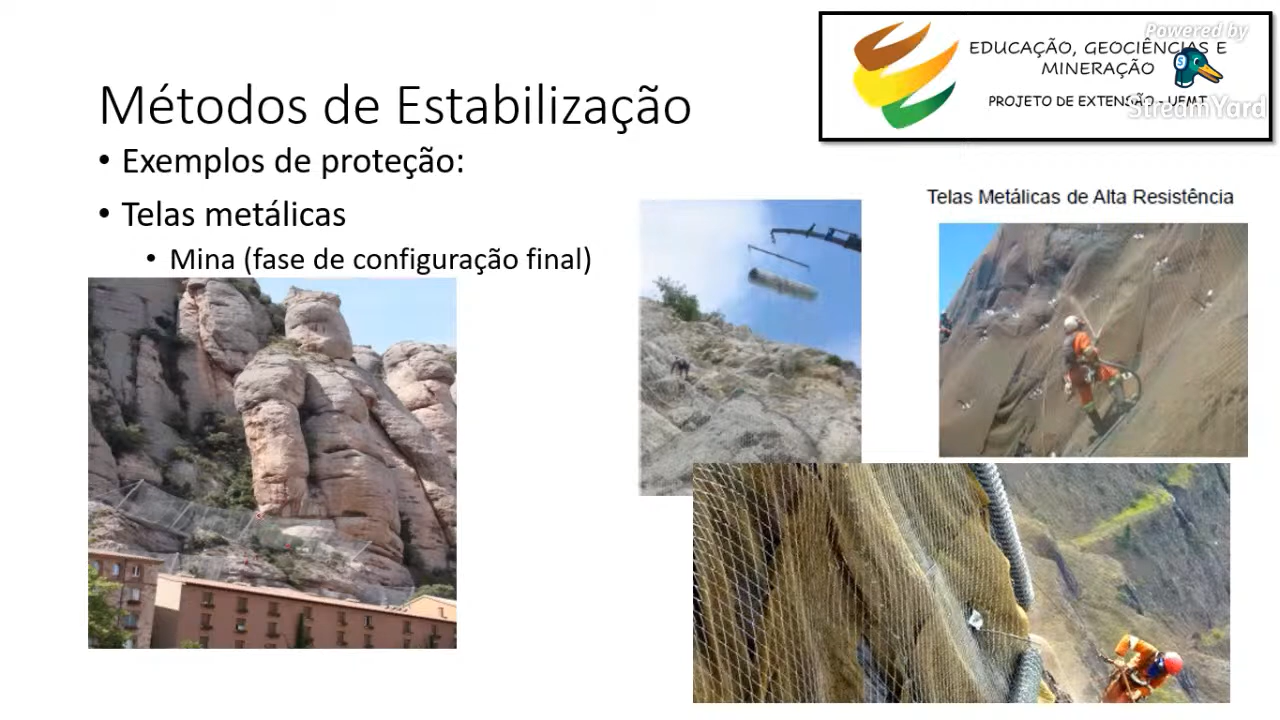 EDUCAÇÃO, GEOCIÊNCIAS E
MINERAÇÃO
PROJETO DE EXTENSÃO - UFMT
Powered by
StreamYard
Métodos de Estabilização
• Exemplos de proteção:
• Telas metálicas
• Mina (fase de configuração final)
Telas Metálicas de Alta Resistência